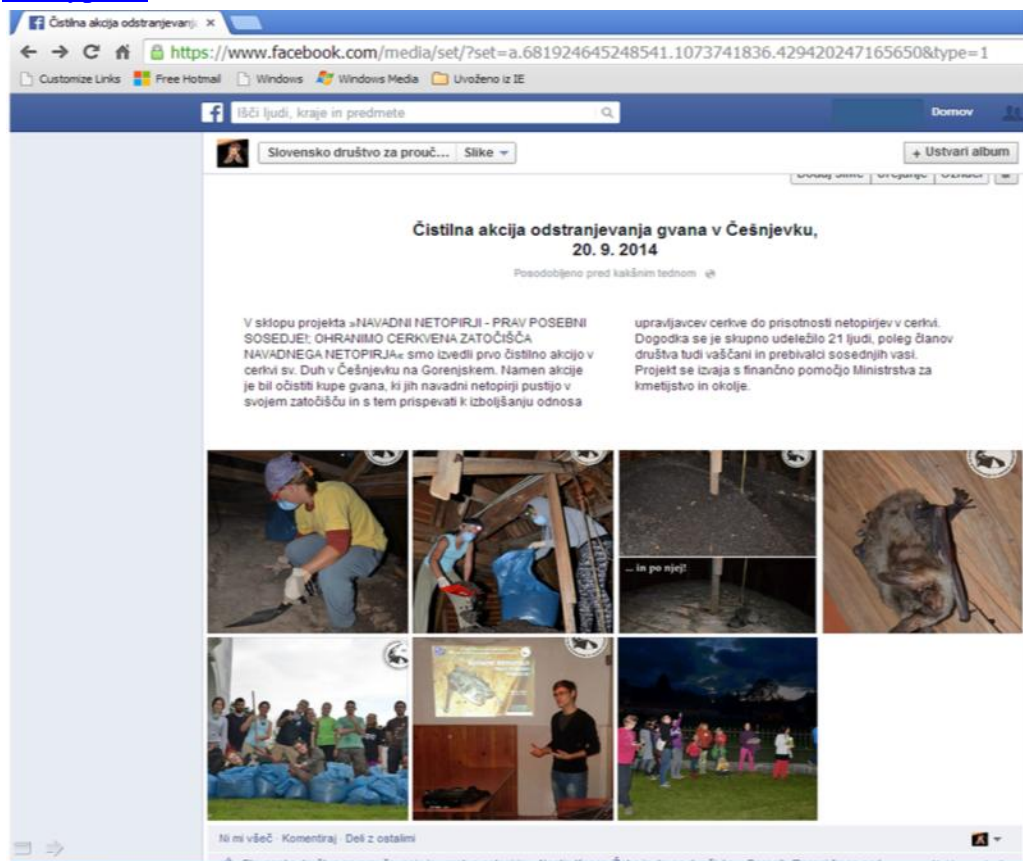 Čistilna akcija odstranjevanj ×
https://www.facebook.com/media/set/?set=a.681924645248541.1073741836.429420247165650&type=1
Customize Links Free Hotmail Windows Windows Media Uvoženo iz IE
Išči ljudi, kraje in predmete
Domov
Slovensko društvo za prouč... Slike
+ Ustvari album
Dodaj slike Urejanje Označi
Čistilna akcija odstranjevanja gvana v Češnjevku,
20. 9. 2014
Posodobljeno pred kakšnim tednom
V sklopu projekta »NAVADNI NETOPIRJI - PRAV POSEBNI
SOSEDJE!; OHRANIMO CERKVENA ZATOČIŠČA
NAVADNEGA NETOPIRJA« smo izvedli prvo čistilno akcijo v
cerkvi sv. Duh v Češnjevku na Gorenjskem. Namen akcije
je bil očistiti kupe gvana, ki jih navadni netopirji pustijo v
svojem zatočišču in s tem prispevati k izboljšanju odnosa
upravljavcev cerkve do prisotnosti netopirjev v cerkvi.
Dogodka se je skupno udeležilo 21 ljudi, poleg članov
društva tudi vaščani in prebivalci sosednjih vasi.
Projekt se izvaja s finančno pomočjo Ministrstva za
kmetijstvo in okolje.
... in po njej!
Ni mi všeč · Komentiraj · Deli z ostalimi